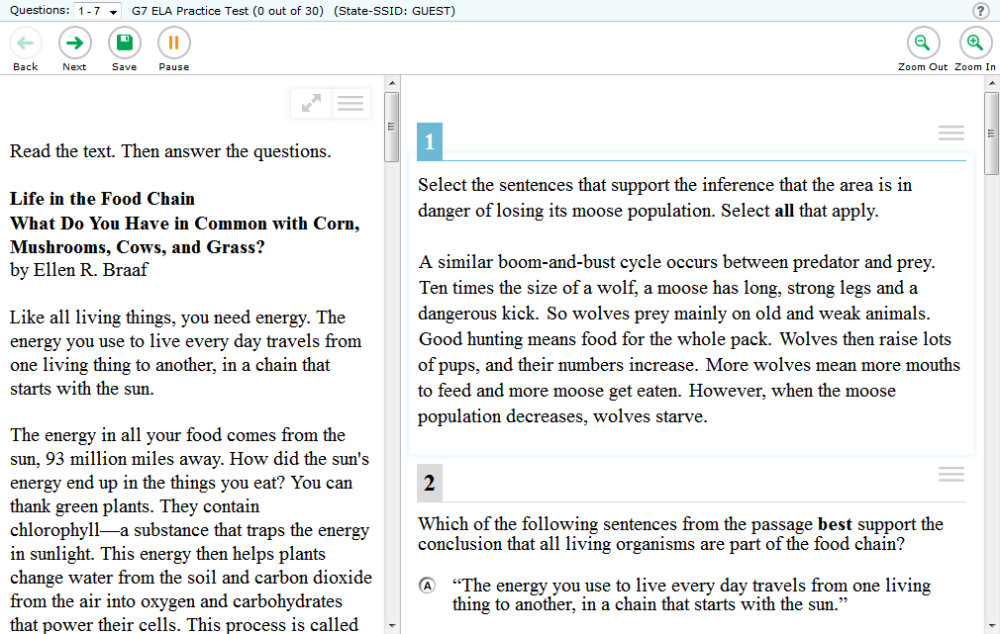 Questions: 1 - 7 G7 ELA Practice Test (0 out of 30) (State-SSID: GUEST) ?
Back Next Save Pause Zoom Out Zoom In
Read the text. Then answer the questions.
Life in the Food Chain
What Do You Have in Common with Corn,
Mushrooms, Cows, and Grass?
by Ellen R. Braaf
Like all living things, you need energy. The
energy you use to live every day travels from
one living thing to another, in a chain that
starts with the sun.
The energy in all your food comes from the
sun, 93 million miles away. How did the sun's
energy end up in the things you eat? You can
thank green plants. They contain
chlorophyll—a substance that traps the energy
in sunlight. This energy then helps plants
change water from the soil and carbon dioxide
from the air into oxygen and carbohydrates
that power their cells. This process is called
1
Select the sentences that support the inference that the area is in
danger of losing its moose population. Select all that apply.
A similar boom-and-bust cycle occurs between predator and prey.
Ten times the size of a wolf, a moose has long, strong legs and a
dangerous kick. So wolves prey mainly on old and weak animals.
Good hunting means food for the whole pack. Wolves then raise lots
of pups, and their numbers increase. More wolves mean more mouths
to feed and more moose get eaten. However, when the moose
population decreases, wolves starve.
2
Which of the following sentences from the passage best support the
conclusion that all living organisms are part of the food chain?
A “The energy you use to live every day travels from one living
thing to another, in a chain that starts with the sun.”